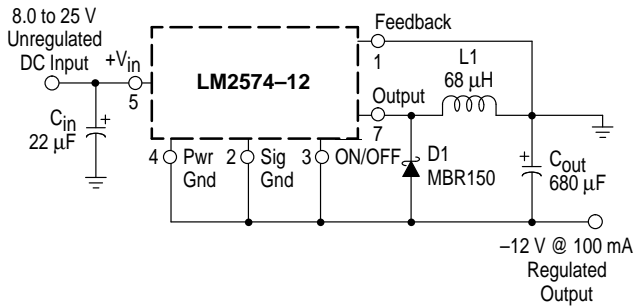 8.0 to 25 V
Unregulated
DC Input
+Vin
5
Cin
22 μF
+
LM2574–12
Feedback
1
Output
7
L1
68 μH
4
Pwr
Gnd
2
Sig
Gnd
3
ON/OFF
D1
MBR150
+
Cout
680 μF
–12 V @ 100 mA
Regulated
Output